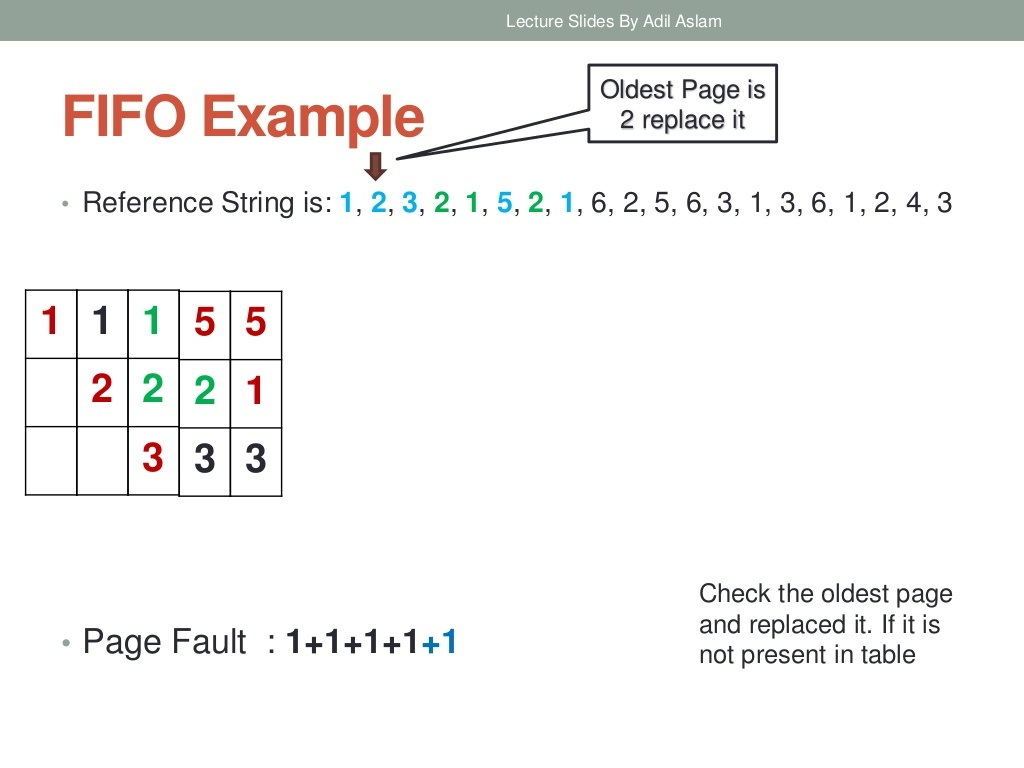 Lecture Slides By Adil Aslam
Oldest Page is
2 replace it
FIFO Example
• Reference String is: 1, 2, 3, 2, 1, 5, 2, 1, 6, 2, 5, 6, 3, 1, 3, 6, 1, 2, 4, 3
1 1 1 5 5
2 2 2 1
3 3 3
Check the oldest page
and replaced it. If it is
not present in table
• Page Fault : 1+1+1+1+1